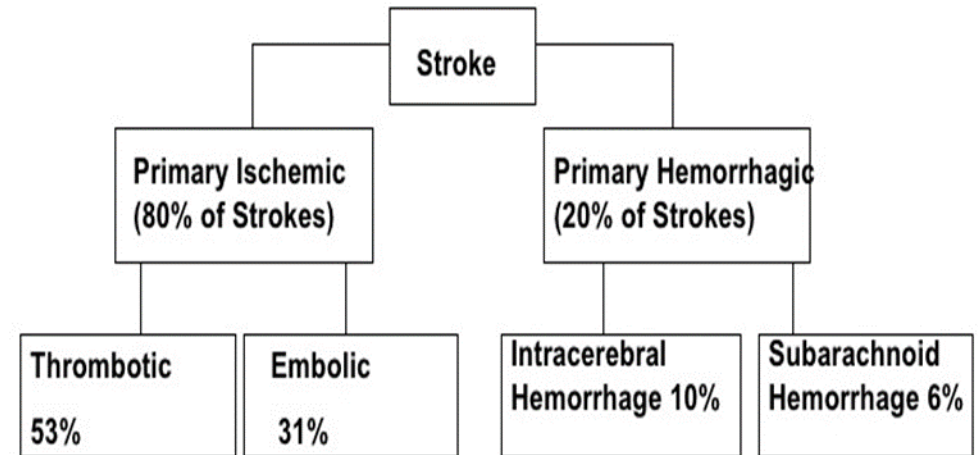 Stroke
Primary Ischemic
(80% of Strokes)
Primary Hemorrhagic
(20% of Strokes)
Thrombotic
53%
Embolic
31%
Intracerebral
Hemorrhage 10%
Subarachnoid
Hemorrhage 6%